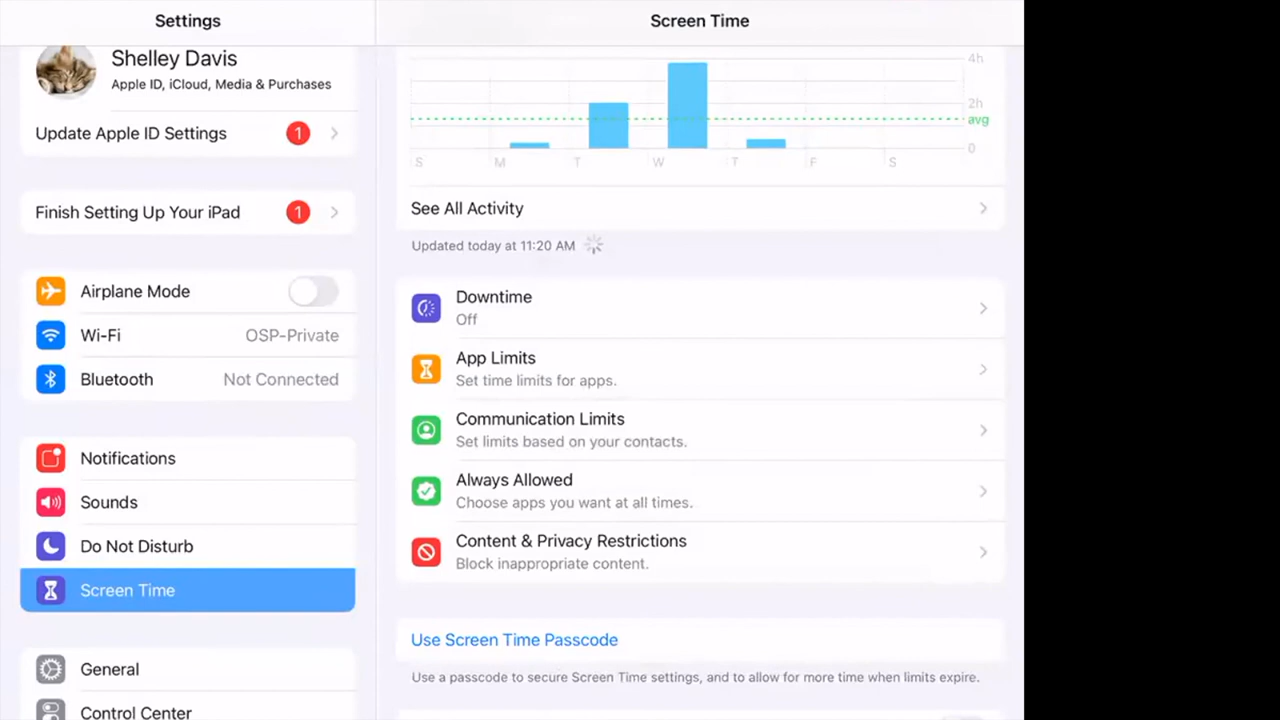 Settings
Shelley Davis
Apple ID, iCloud, Media & Purchases
Update Apple ID Settings 1
Finish Setting Up Your iPad 1
Airplane Mode
Wi-Fi OSP-Private
Bluetooth Not Connected
Notifications
Sounds
Do Not Disturb
Screen Time
General
Control Center
Screen Time
4h
2h
avg
0
S M T W T F S
See All Activity
Updated today at 11:20 AM
Downtime
Off
App Limits
Set time limits for apps.
Communication Limits
Set limits based on your contacts.
Always Allowed
Choose apps you want at all times.
Content & Privacy Restrictions
Block inappropriate content.
Use Screen Time Passcode
Use a passcode to secure Screen Time settings, and to allow for more time when limits expire.